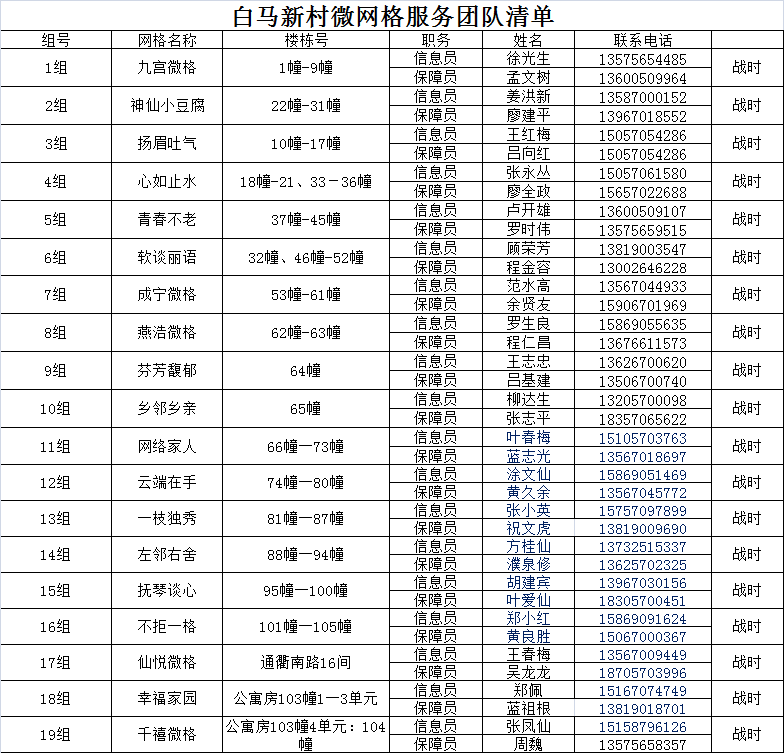 白马新村微网格服务团队清单
组号 网格名称 楼栋号 职务 姓名 联系电话
1组 九宫微格 1幢-9幢 信息员 徐光生 13575654485 战时
保障员 孟文树 13600509964
2组 神仙小豆腐 22幢-31幢 信息员 姜洪新 13587000152 战时
保障员 廖建平 13967018552
3组 扬眉吐气 10幢-17幢 信息员 王红梅 15057054286 战时
保障员 吕向红 15057054286
4组 心如止水 18幢-21、33－36幢 信息员 张永丛 15057061580 战时
保障员 廖全政 15657022688
5组 青春不老 37幢-45幢 信息员 卢开雄 13600509107 战时
保障员 罗时伟 13575659515
6组 软谈丽语 32幢、46幢-52幢 信息员 顾荣芳 13819003547 战时
保障员 程金容 13002646228
7组 成宁微格 53幢-61幢 信息员 范水高 13567044933 战时
保障员 余贤友 15906701969
8组 燕浩微格 62幢-63幢 信息员 罗生良 15869055635 战时
保障员 程仁昌 13676611573
9组 芬芳馥郁 64幢 信息员 王志忠 13626700620 战时
保障员 吕基建 13506700740
10组 乡邻乡亲 65幢 信息员 柳达生 13205700098 战时
保障员 张志平 18357065622
11组 网络家人 66幢—73幢 信息员 叶春梅 15105703763 战时
保障员 蓝志光 13567018697
12组 云端在手 74幢—80幢 信息员 涂文仙 15869051469 战时
保障员 黄久余 13567045772
13组 一枝独秀 81幢—87幢 信息员 张小英 15757097899 战时
保障员 祝文虎 13819009690
14组 左邻右舍 88幢—94幢 信息员 方桂仙 13732515337 战时
保障员 濮泉修 13625702325
15组 抚琴谈心 95幢—100幢 信息员 胡建宾 13967030156 战时
保障员 叶爱仙 18305700451
16组 不拒一格 101幢—105幢 信息员 郑小红 15869091624 战时
保障员 黄良胜 15067000367
17组 仙悦微格 通衢南路16间 信息员 王春梅 13567009449 战时
保障员 吴龙龙 18705703996
18组 幸福家园 公寓房103幢1—3单元 信息员 郑佩 15167074749 战时
保障员 蓝祖根 13819018701
19组 千禧微格 公寓房103幢4单元：104幢 信息员 张凤仙 15158796126 战时
保障员 周魏 13575658357